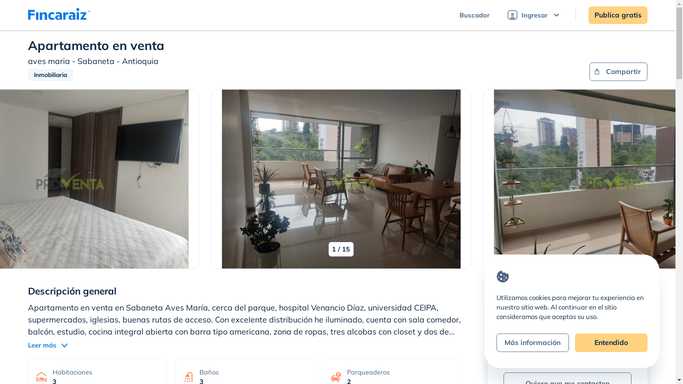 Fincaraiz
Buscador
Ingresar
Publica gratis
Apartamento en venta
aves maria - Sabaneta - Antioquia
Inmobiliaria
Compartir
PROVENTA
PROVENTA
PROVENTA
1 / 15
Descripción general
Apartamento en venta en Sabaneta Aves María, cerca del parque, hospital Venancio Díaz, universidad CEIPA,
supermercados, iglesias, buenas rutas de acceso. Con excelente distribución he iluminado, cuenta con sala comedor,
balcón, estudio, cocina integral abierta con barra tipo americana, zona de ropas, tres alcobas con closet y dos de...
Leer más
Habitaciones
3
Baños
3
Parqueaderos
2
Utilizamos cookies para mejorar tu experiencia en
nuestro sitio web. Al continuar en el sitio
consideramos que aceptas su uso.
Más información
Entendido
Quiero que me contacten